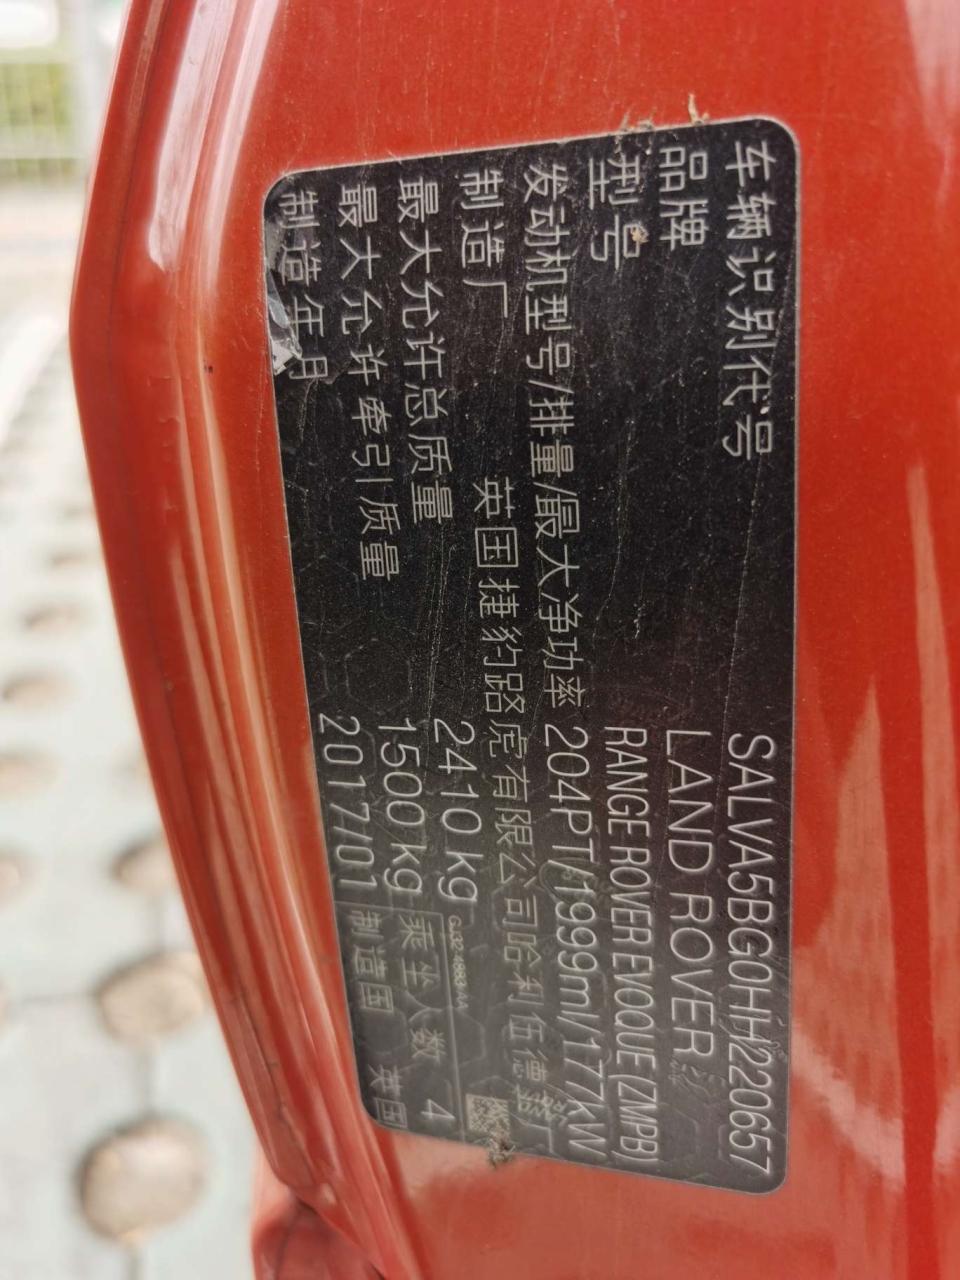 车辆识别代号 SALVA5BG0HH220657
品牌 LAND ROVER
型号 RANGE ROVER EVOQUE (ZMPB)
发动机型号/排量/最大净功率 204PT/1999ml/177kW
制造厂 英国捷豹路虎有限公司哈利伍德工厂
最大允许总质量 2410 kg
最大允许牵引质量 1500 kg 乘坐人数 4
制造年月 2017/01 制造国 英国